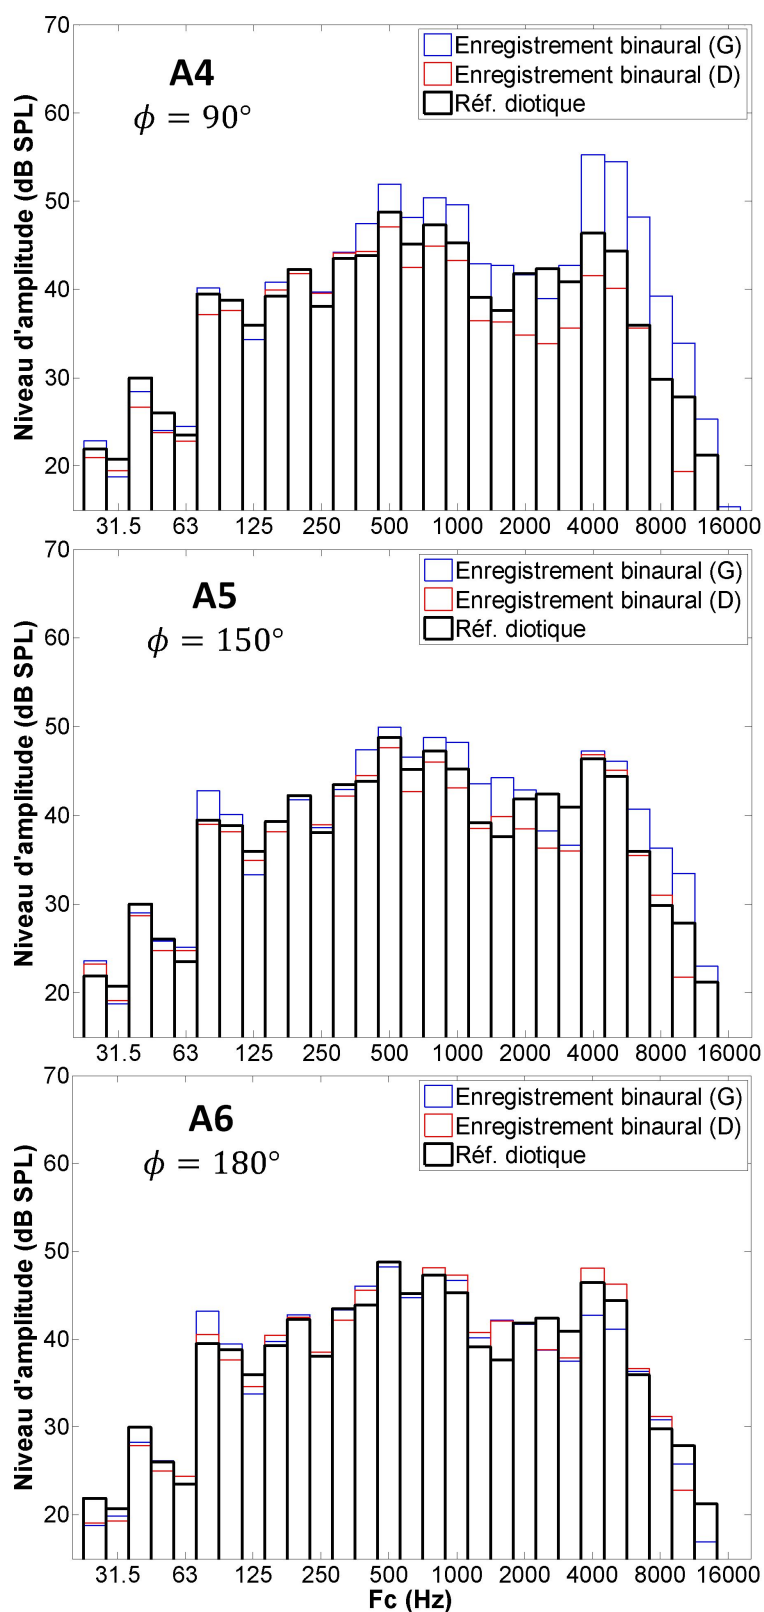 70
60
50
40
30
20
Niveau d'amplitude (dB SPL)
A4
ϕ = 90°
Enregistrement binaural (G)
Enregistrement binaural (D)
Réf. diotique
31.5 63 125 250 500 1000 2000 4000 8000 16000
70
60
50
40
30
20
Niveau d'amplitude (dB SPL)
A5
ϕ = 150°
Enregistrement binaural (G)
Enregistrement binaural (D)
Réf. diotique
31.5 63 125 250 500 1000 2000 4000 8000 16000
70
60
50
40
30
20
Niveau d'amplitude (dB SPL)
A6
ϕ = 180°
Enregistrement binaural (G)
Enregistrement binaural (D)
Réf. diotique
31.5 63 125 250 500 1000 2000 4000 8000 16000
Fc (Hz)